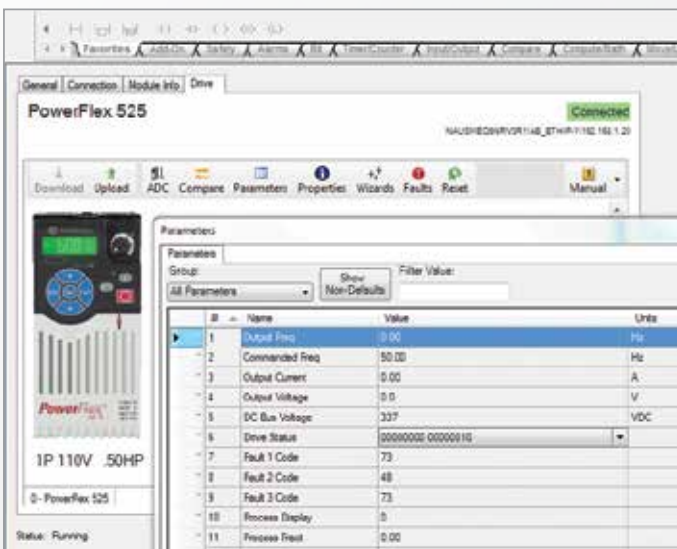 Favorites Add-On Safety Alarms Bit Timer/Counter Input/Output Compare Compute/Math
General Connection Module Info Drive
PowerFlex 525
Connected
Download Upload ADC Compare Parameters Properties Wizards Faults Reset Manual
Parameters
Parameters
Group:
Filter Value:
All Parameters
Show
Non-Defaults
# Name Value Units
1 Output Freq 0.00 Hz
2 Commanded Freq 50.00 Hz
3 Output Current 0.00 A
4 Output Voltage 0.0 V
5 DC Bus Voltage 337 VDC
6 Drive Status 00000000 00000010
7 Fault 1 Code 73
8 Fault 2 Code 48
9 Fault 3 Code 73
10 Process Display 0
11 Process Fract 0.00
PowerFlex
1P 110V .50HP
0 - PowerFlex 525
Status: Running